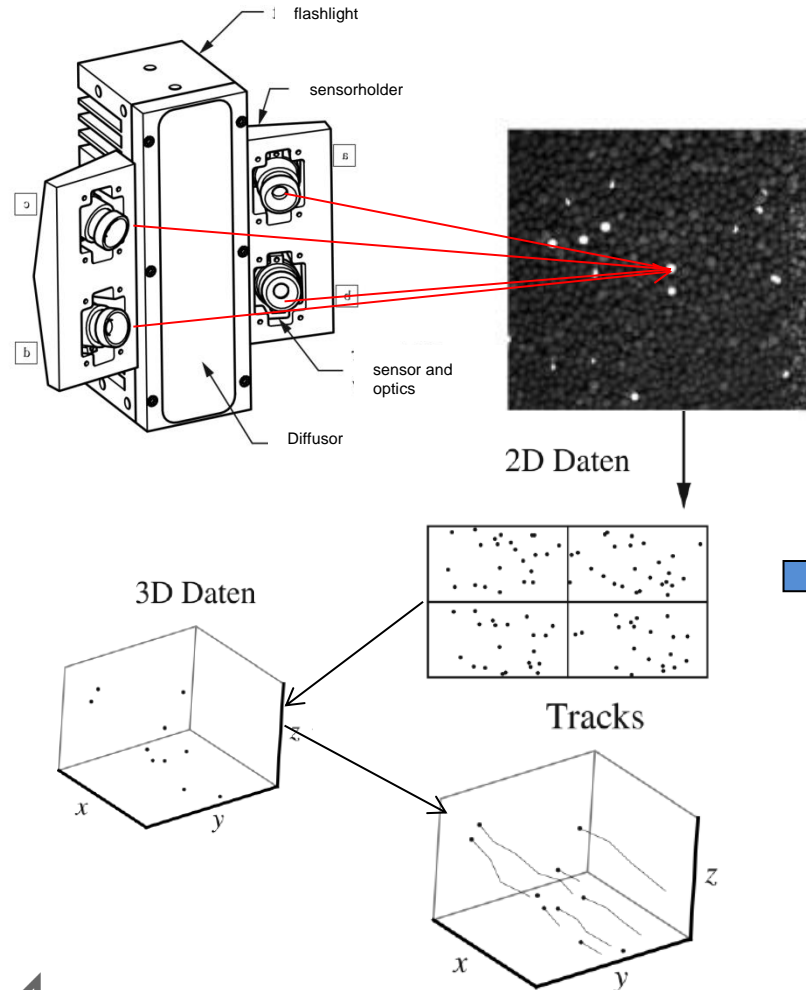 flashlight
sensorholder
a
c
b
d
sensor and
optics
Diffusor
2D Daten
3D Daten
z
x
y
Tracks
z
x
y